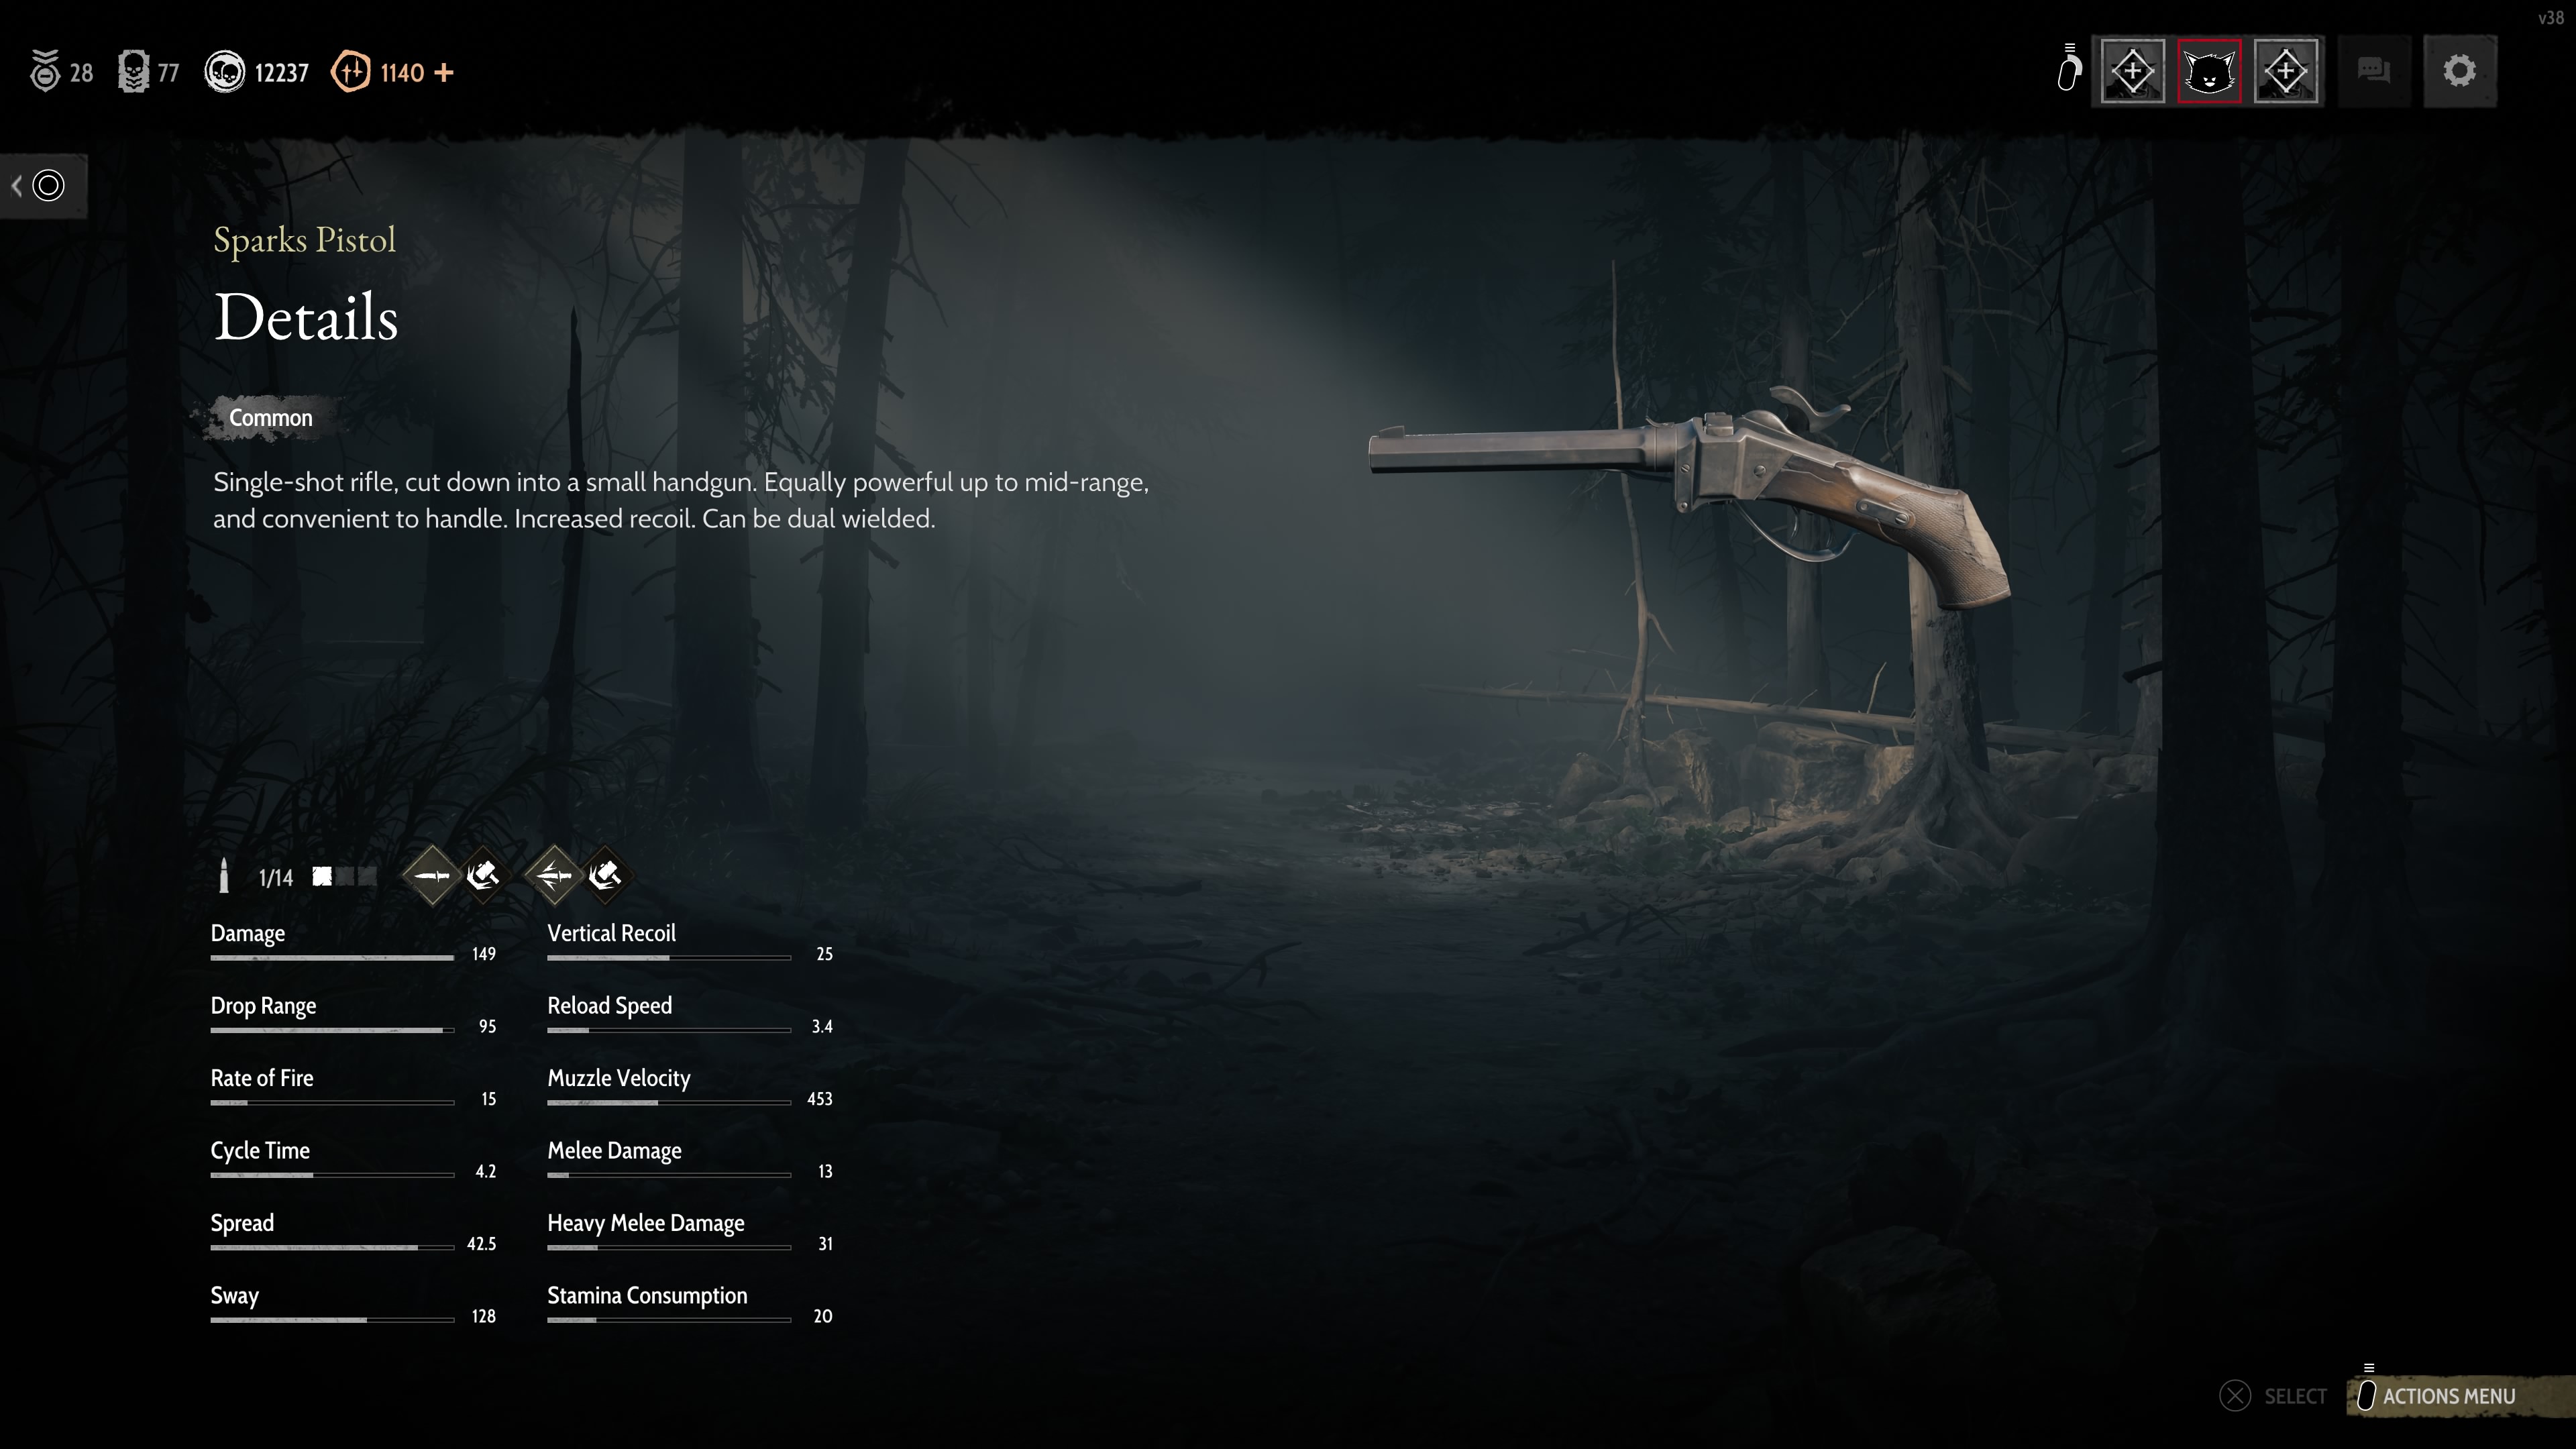 v38
28
77
12237
1140 +
Sparks Pistol
Details
Common
Single-shot rifle, cut down into a small handgun. Equally powerful up to mid-range,
and convenient to handle. Increased recoil. Can be dual wielded.
1/14
Damage
149
Drop Range
95
Rate of Fire
15
Cycle Time
4.2
Spread
42.5
Sway
128
Vertical Recoil
25
Reload Speed
3.4
Muzzle Velocity
453
Melee Damage
13
Heavy Melee Damage
31
Stamina Consumption
20
SELECT
ACTIONS MENU